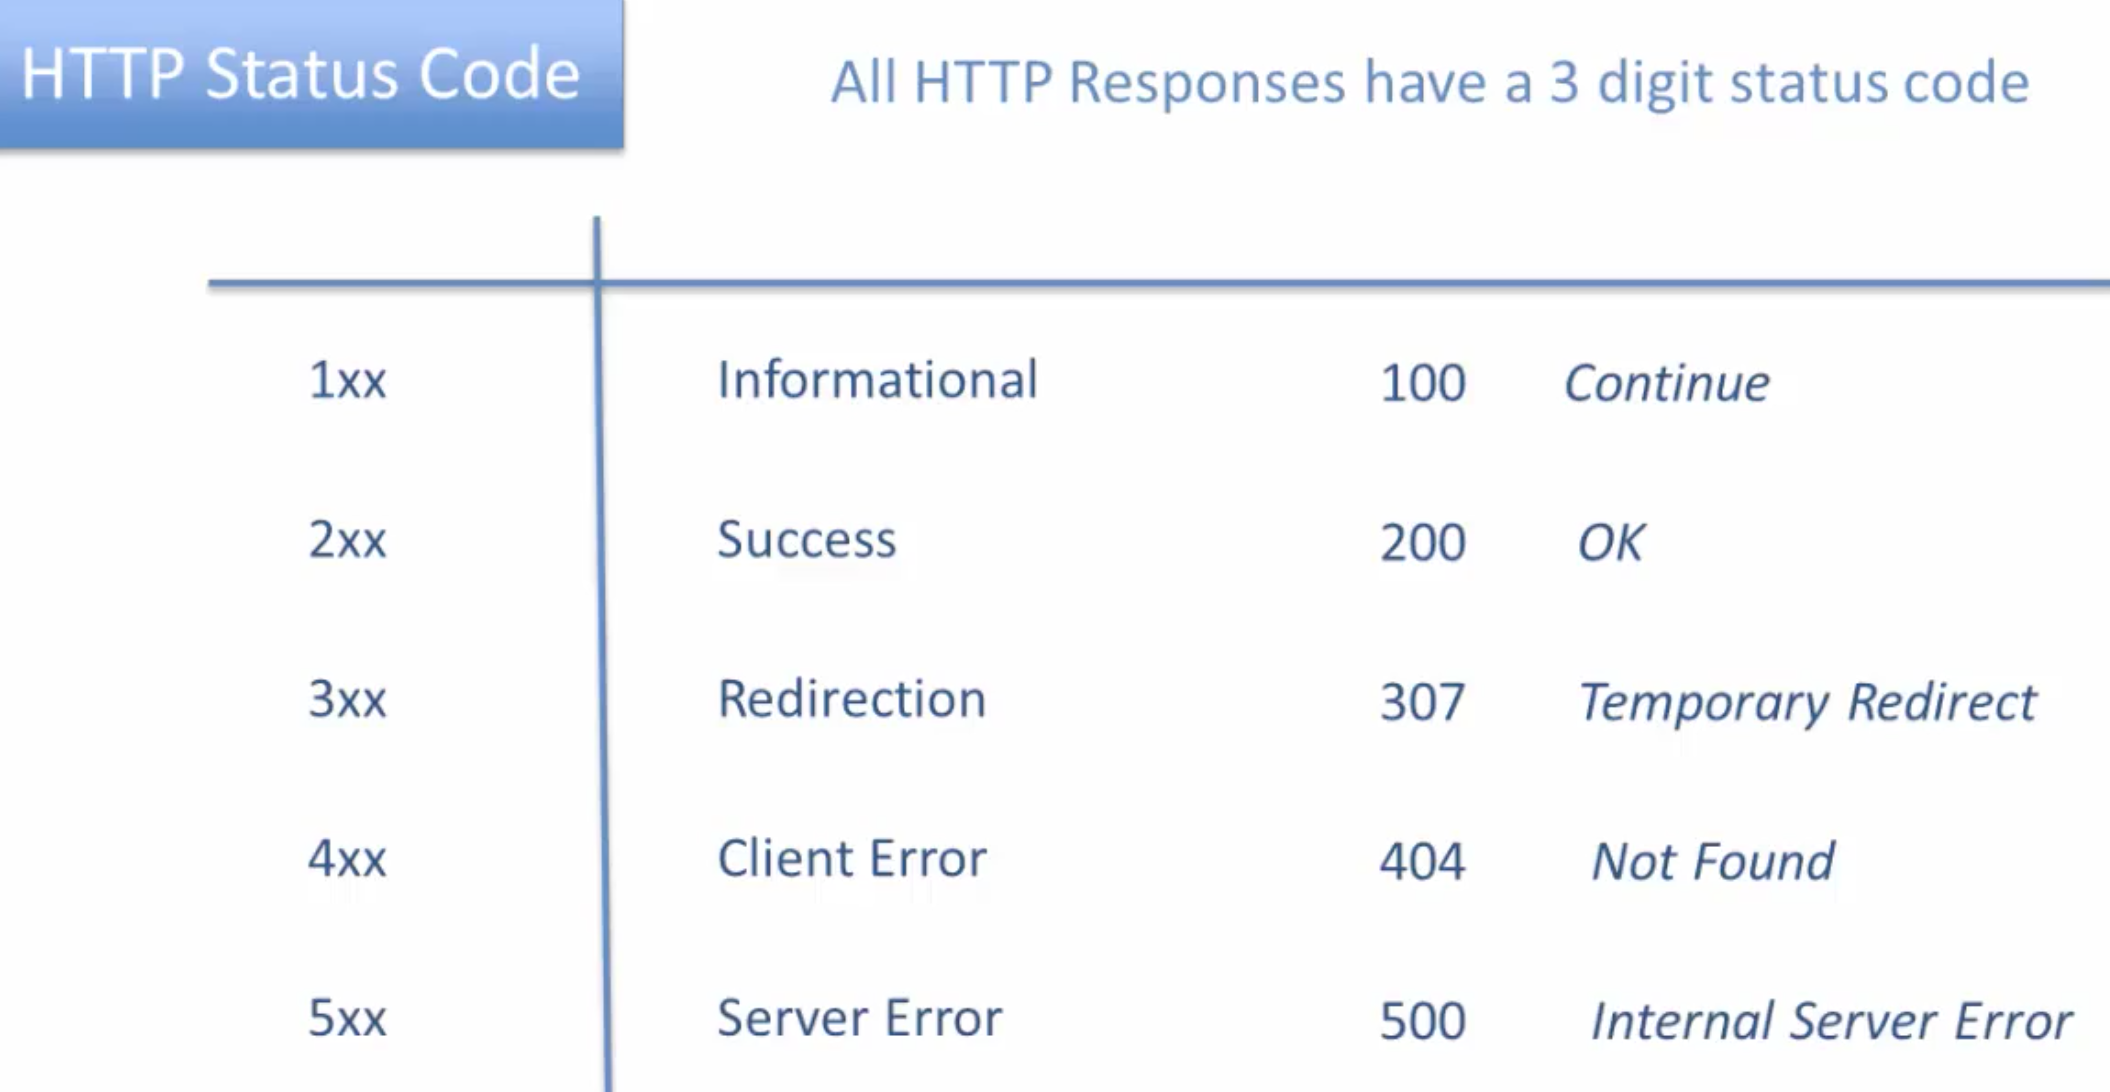 HTTP Status Code
All HTTP Responses have a 3 digit status code
1xx Informational 100 Continue
2xx Success 200 OK
3xx Redirection 307 Temporary Redirect
4xx Client Error 404 Not Found
5xx Server Error 500 Internal Server Error